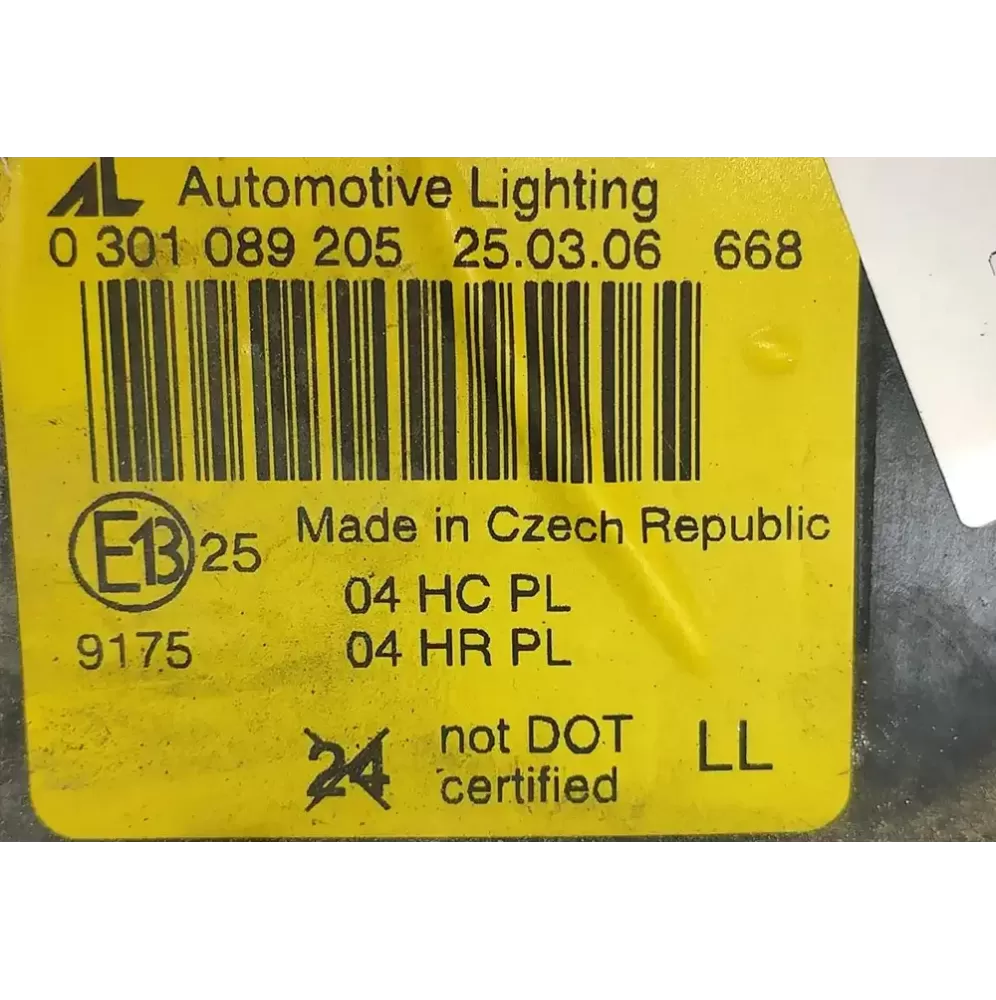 AL Automotive Lighting
0 301 089 205 25.03.06 668
E13 25 Made in Czech Republic
04 HC PL
9175 04 HR PL
24 not DOT LL
certified